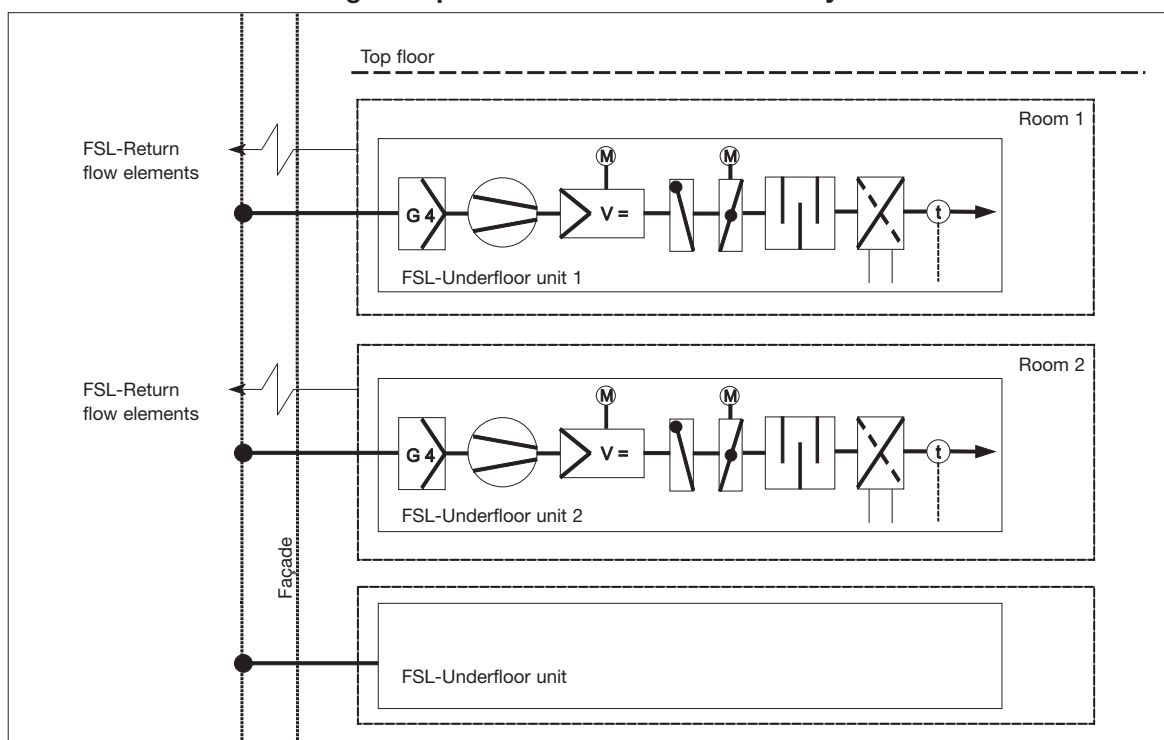 Top floor
Room 1
FSL-Return
flow elements
M
M
G 4
V =
t
FSL-Underfloor unit 1
Room 2
FSL-Return
flow elements
M
M
G 4
V =
t
FSL-Underfloor unit 2
Façade
FSL-Underfloor unit